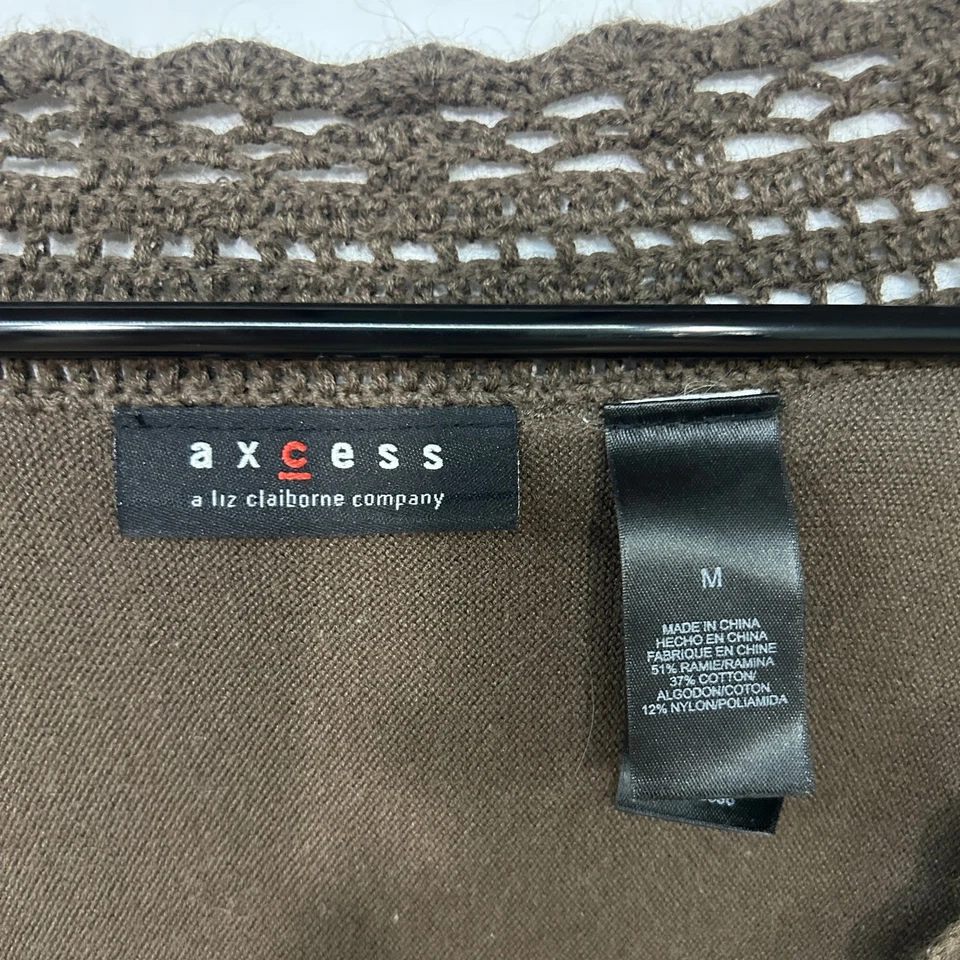 axcess
a liz claiborne company
M
MADE IN CHINA
HECHO EN CHINA
FABRIQUE EN CHINE
51% RAMIE/RAMINA
37% COTTON/
ALGODON/COTON
12% NYLON/POLIAMIDA